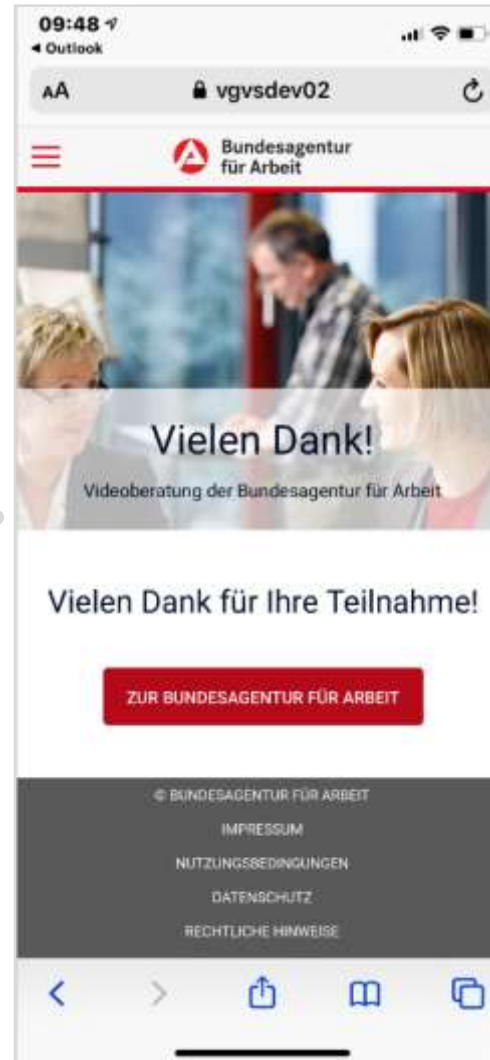 09:48
◄ Outlook
AA
vgvsdev02
Bundesagentur
für Arbeit
Vielen Dank!
Videoberatung der Bundesagentur für Arbeit
Vielen Dank für Ihre Teilnahme!
ZUR BUNDESAGENTUR FÜR ARBEIT
© BUNDESAGENTUR FÜR ARBEIT
IMPRESSUM
NUTZUNGSBEDINGUNGEN
DATENSCHUTZ
RECHTLICHE HINWEISE